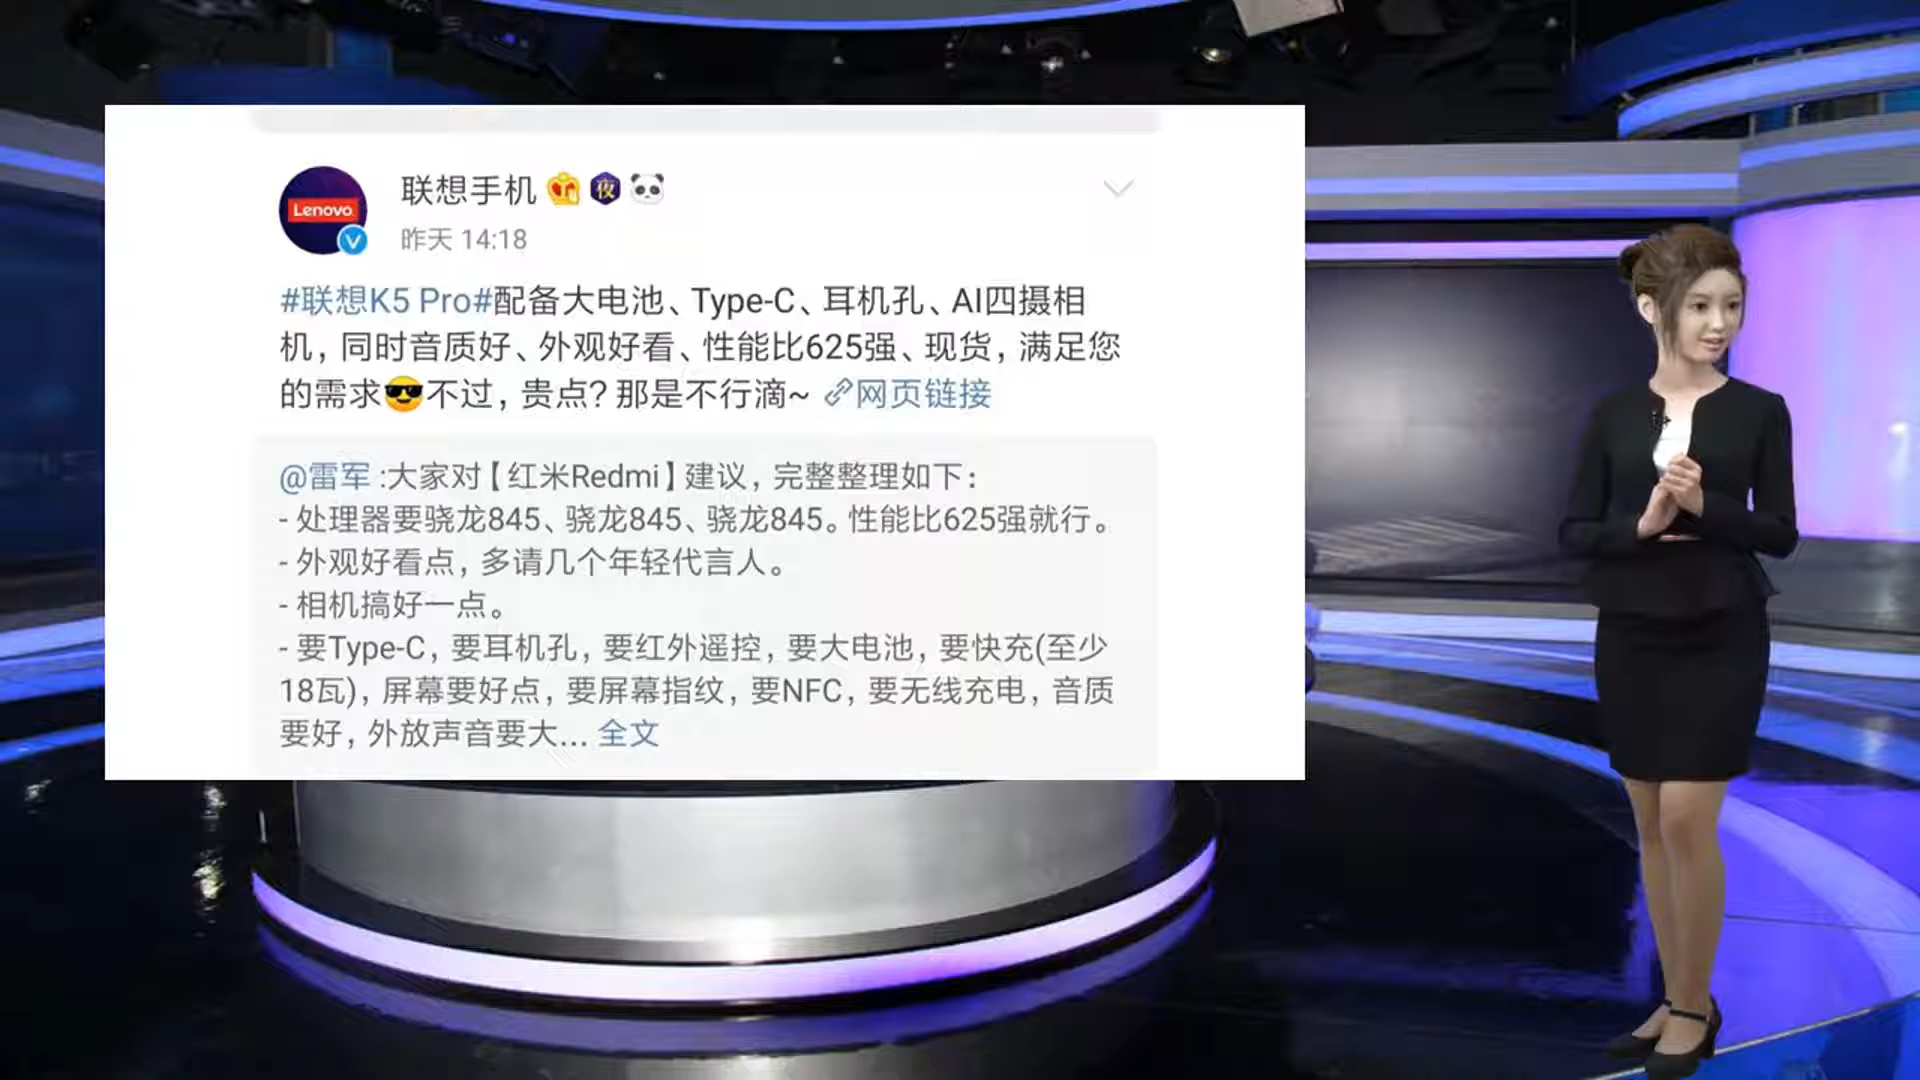 联想手机
Lenovo.
昨天 14:18
#联想K5 Pro#配备大电池、Type-C、耳机孔、AI四摄相
机，同时音质好、外观好看、性能比625强、现货，满足您
的需求😎不过，贵点？那是不行滴~ 网页链接
@雷军 :大家对【红米Redmi】建议，完整整理如下：
- 处理器要骁龙845、骁龙845、骁龙845。性能比625强就行。
- 外观好看点，多请几个年轻代言人。
- 相机搞好一点。
- 要Type-C，要耳机孔，要红外遥控，要大电池，要快充(至少
18瓦)，屏幕要好点，要屏幕指纹，要NFC，要无线充电，音质
要好，外放声音要大... 全文